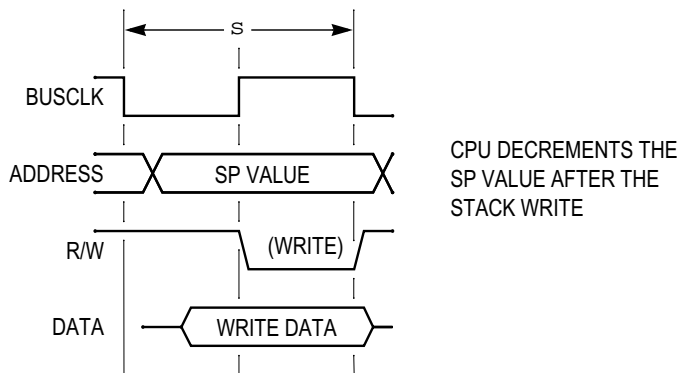 S
BUSCLK
ADDRESS
SP VALUE
CPU DECREMENTS THE
SP VALUE AFTER THE
STACK WRITE
R/W
(WRITE)
DATA
WRITE DATA